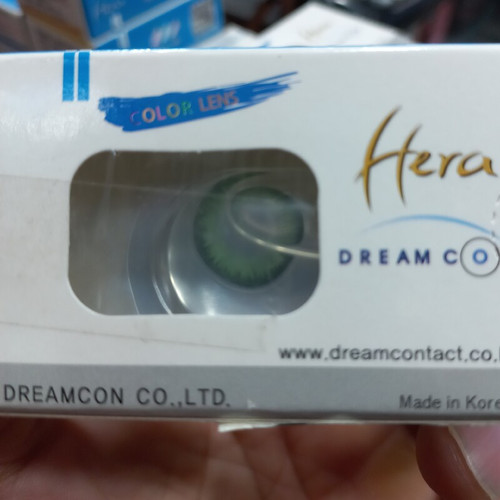 COLOR LENS
Hera
DREAM CO
www.dreamcontact.co.
DREAMCON CO.,LTD.
Made in Kore